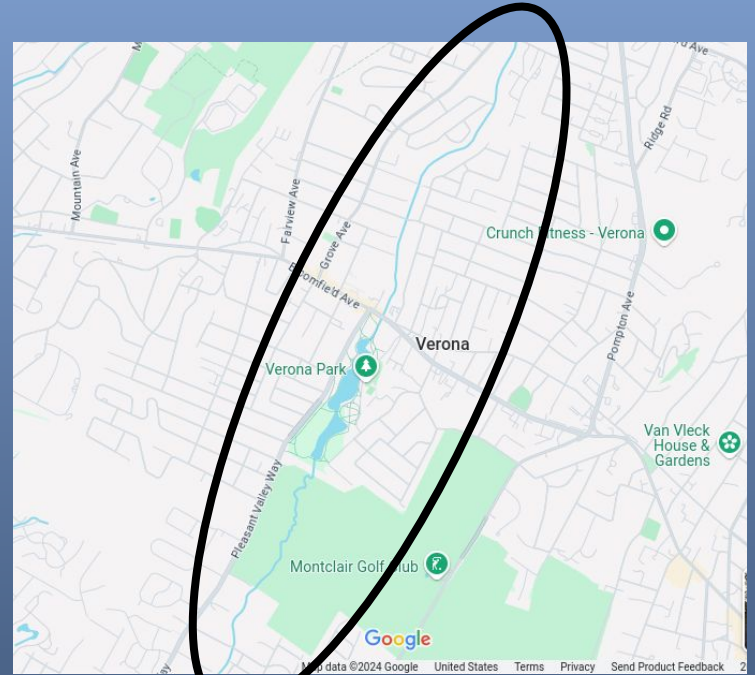 Mountain Ave
Fairview Ave
Grove Ave
Ridge Rd
Crunch Fitness - Verona
Bloomfield Ave
Pompton Ave
Verona
Verona Park
Van Vleck
House &
Gardens
Pleasant Valley Way
Montclair Golf Club
Google
Map data ©2024 Google United States Terms Privacy Send Product Feedback